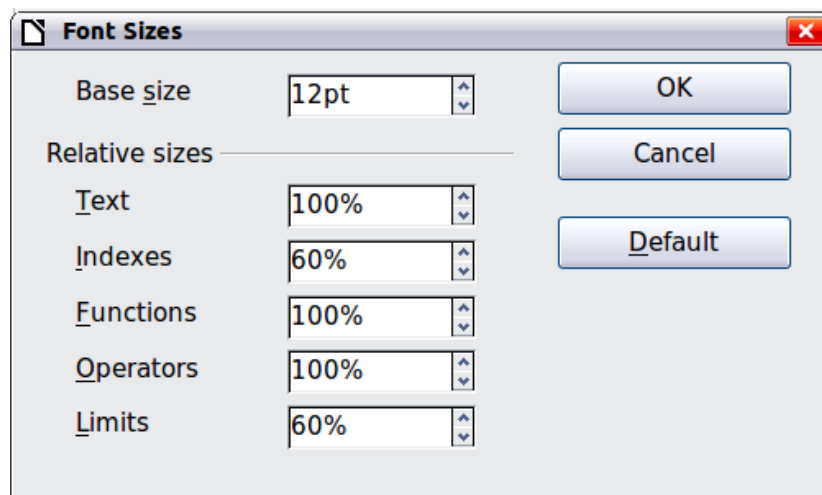 Font Sizes
Base size 12pt OK
Relative sizes Cancel
Text 100%
Default
Indexes 60%
Functions 100%
Operators 100%
Limits 60%